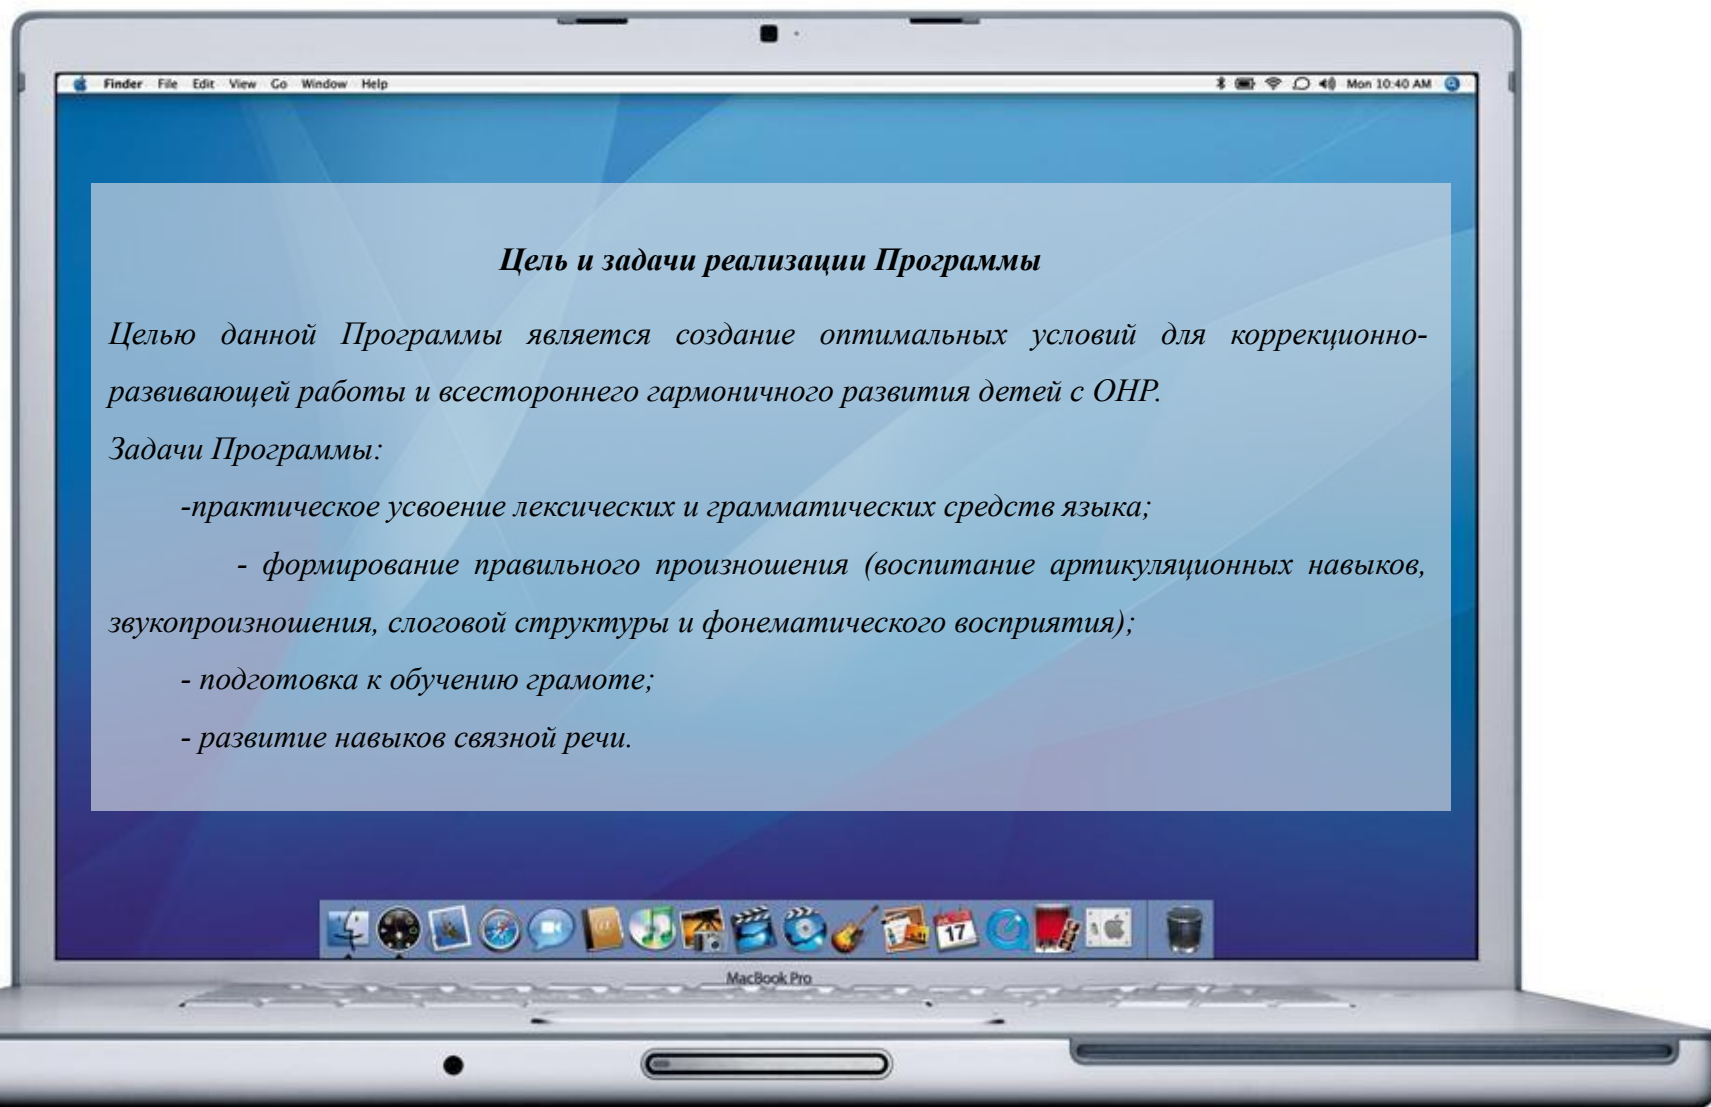 Finder File Edit View Go Window Help
Mon 10:40 AM
Цель и задачи реализации Программы
Целью данной Программы является создание оптимальных условий для коррекционно-
развивающей работы и всестороннего гармоничного развития детей с ОНР.
Задачи Программы:
-практическое усвоение лексических и грамматических средств языка;
- формирование правильного произношения (воспитание артикуляционных навыков,
звукопроизношения, слоговой структуры и фонематического восприятия);
- подготовка к обучению грамоте;
- развитие навыков связной речи.
17
MacBook Pro